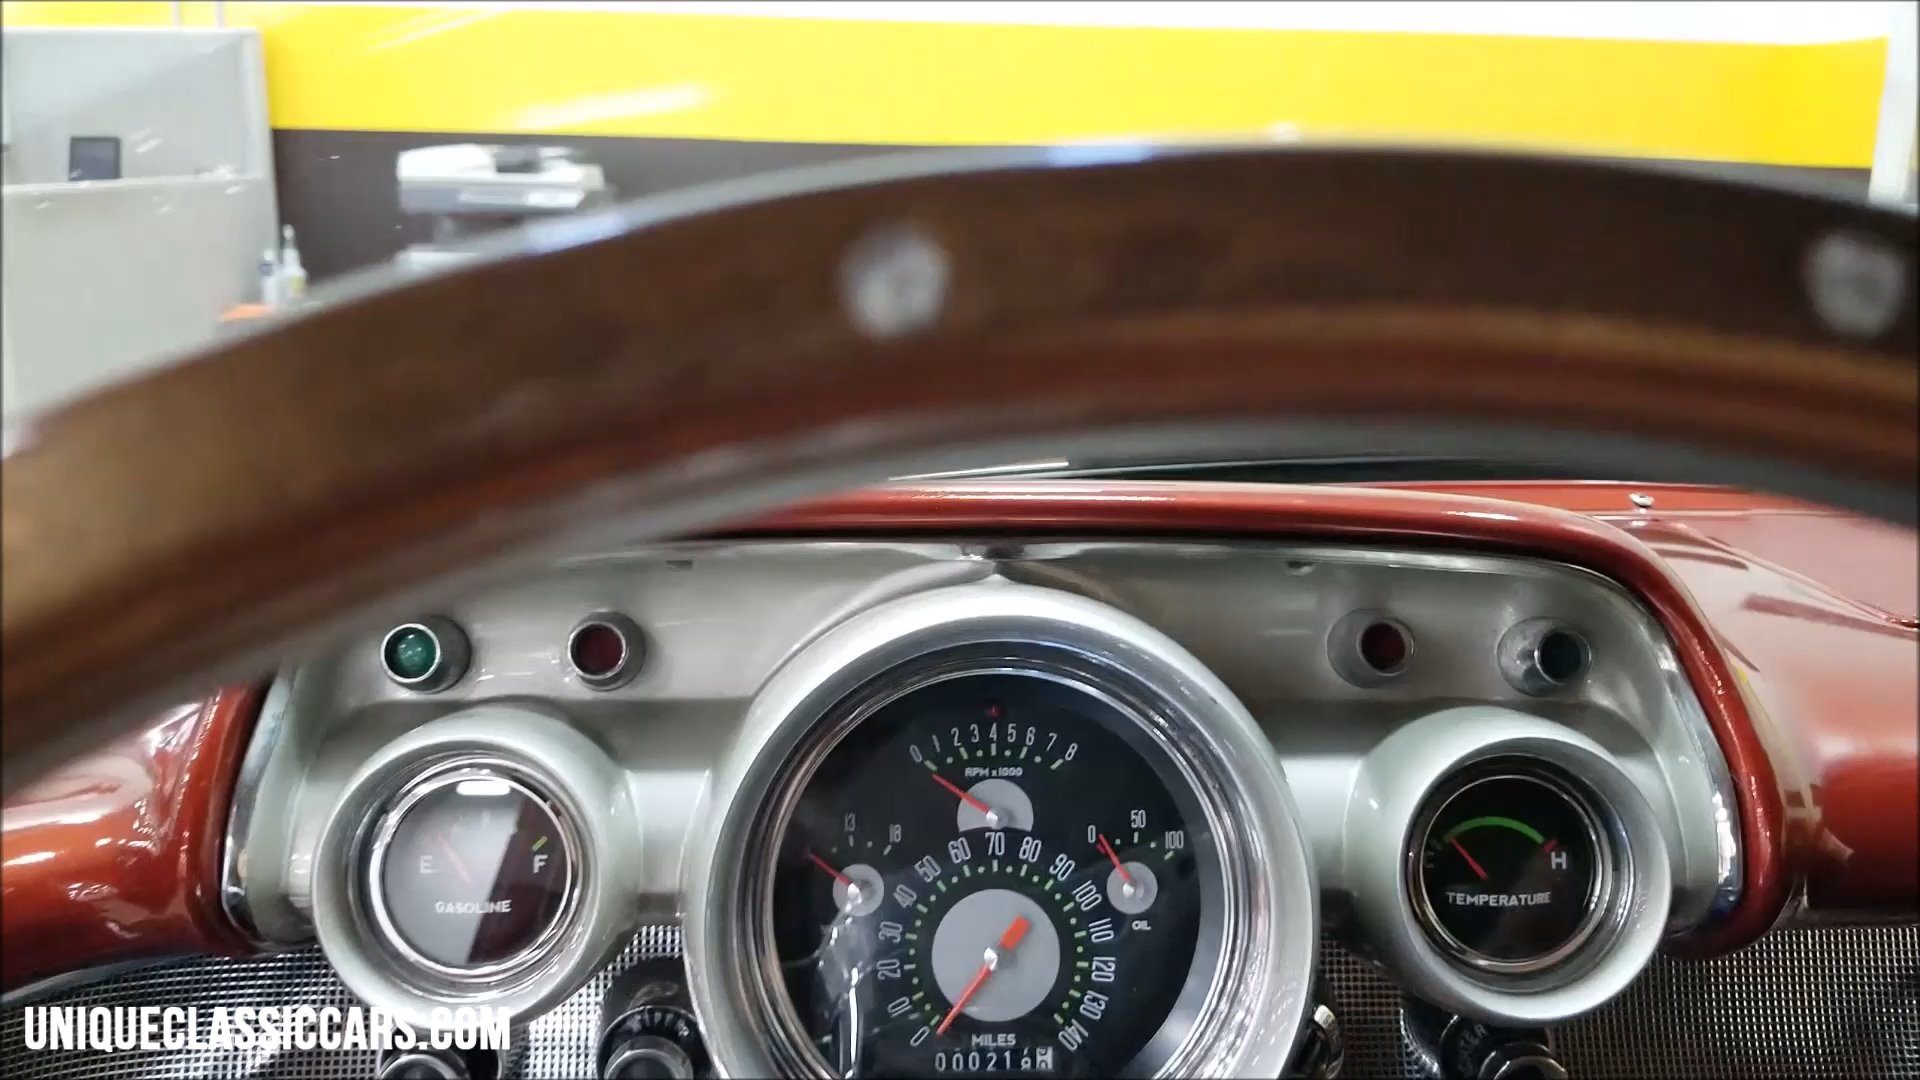 0 1 2 3 4 5 6 7 8
RPM x1000
13 18
0 50 100
OIL
0 10 20 30 40 50 60 70 80 90 100 110 120 130 140
MILES
E F
GASOLINE
H
TEMPERATURE
UNIQUECLASSICCARS.COM